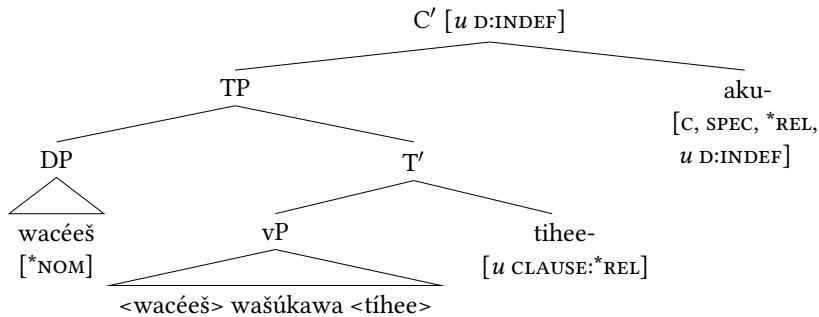 C′ [u D:INDEF]
TP aku-
[C, SPEC, *REL,
u D:INDEF]
DP T′
wacéeš vP tihee-
[*NOM] [u CLAUSE:*REL]
<wacéeš> wašúkawa <tíhee>